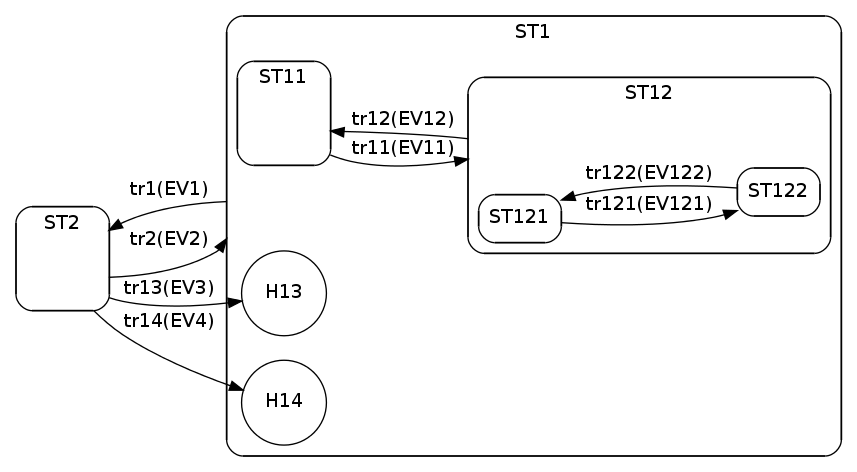 ST1
ST11
ST12
tr12(EV12)
tr11(EV11)
tr122(EV122)
ST122
tr121(EV121)
ST121
tr1(EV1)
ST2
tr2(EV2)
tr13(EV3)
H13
tr14(EV4)
H14